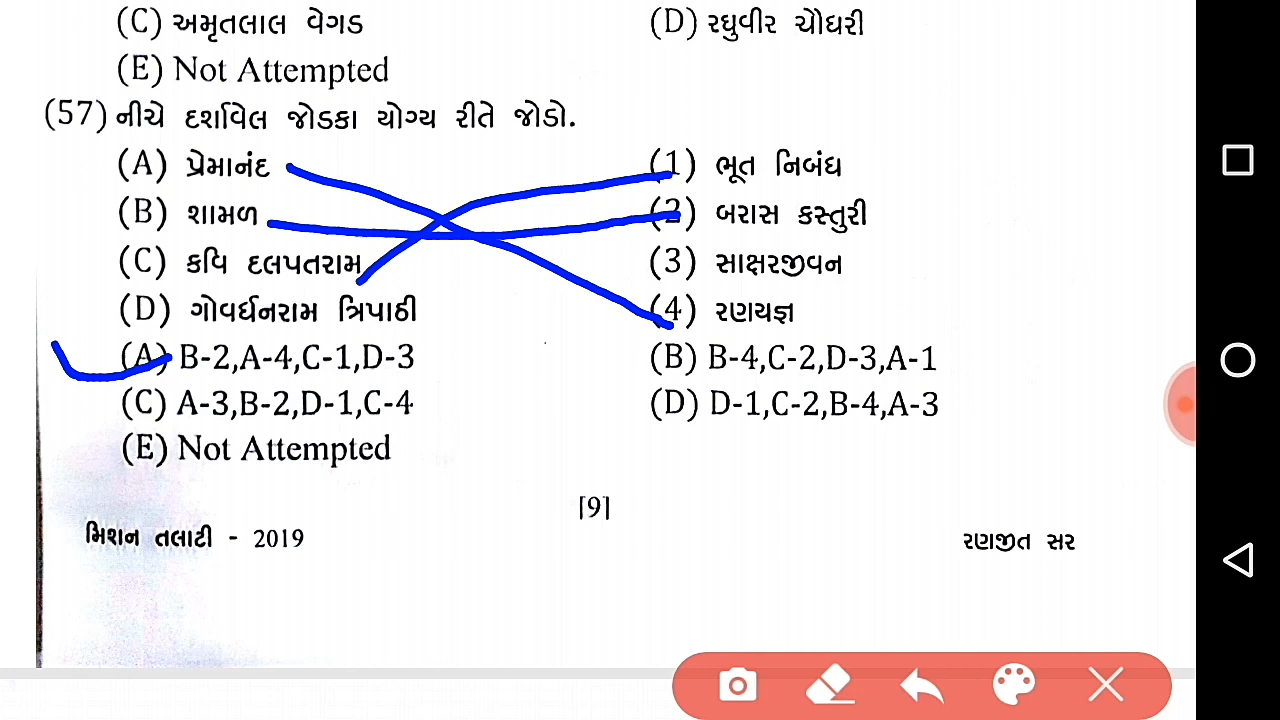 (C) અમૃતલાલ વેગડ (D) રઘુવીર ચૌધરી
(E) Not Attempted
(57) નીચે દર્શાવેલ જોડકા યોગ્ય રીતે જોડો.
(A) પ્રેમાનંદ (1) ભૂત નિબંધ
(B) શામળ (2) બરાસ કસ્તુરી
(C) કવિ દલપતરામ (3) સાક્ષરજીવન
(D) ગોવર્ધનરામ ત્રિપાઠી (4) રણયજ્ઞ
(A) B-2,A-4,C-1,D-3 (B) B-4,C-2,D-3,A-1
(C) A-3,B-2,D-1,C-4 (D) D-1,C-2,B-4,A-3
(E) Not Attempted
[9]
મિશન તલાટી - 2019 રણજીત સર